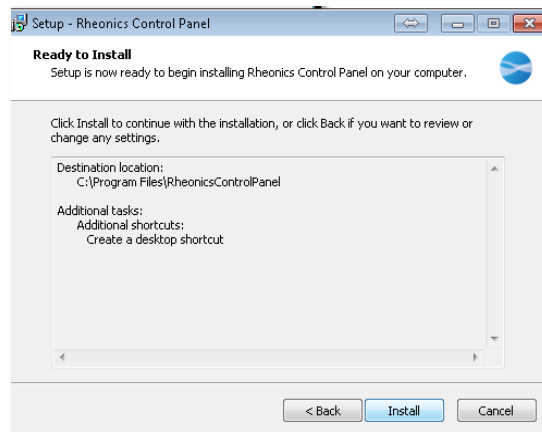 Setup - Rheonics Control Panel
Ready to Install
Setup is now ready to begin installing Rheonics Control Panel on your computer.
Click Install to continue with the installation, or click Back if you want to review or
change any settings.
Destination location:
C:\Program Files\RheonicsControlPanel
Additional tasks:
Additional shortcuts:
Create a desktop shortcut
< Back Install Cancel